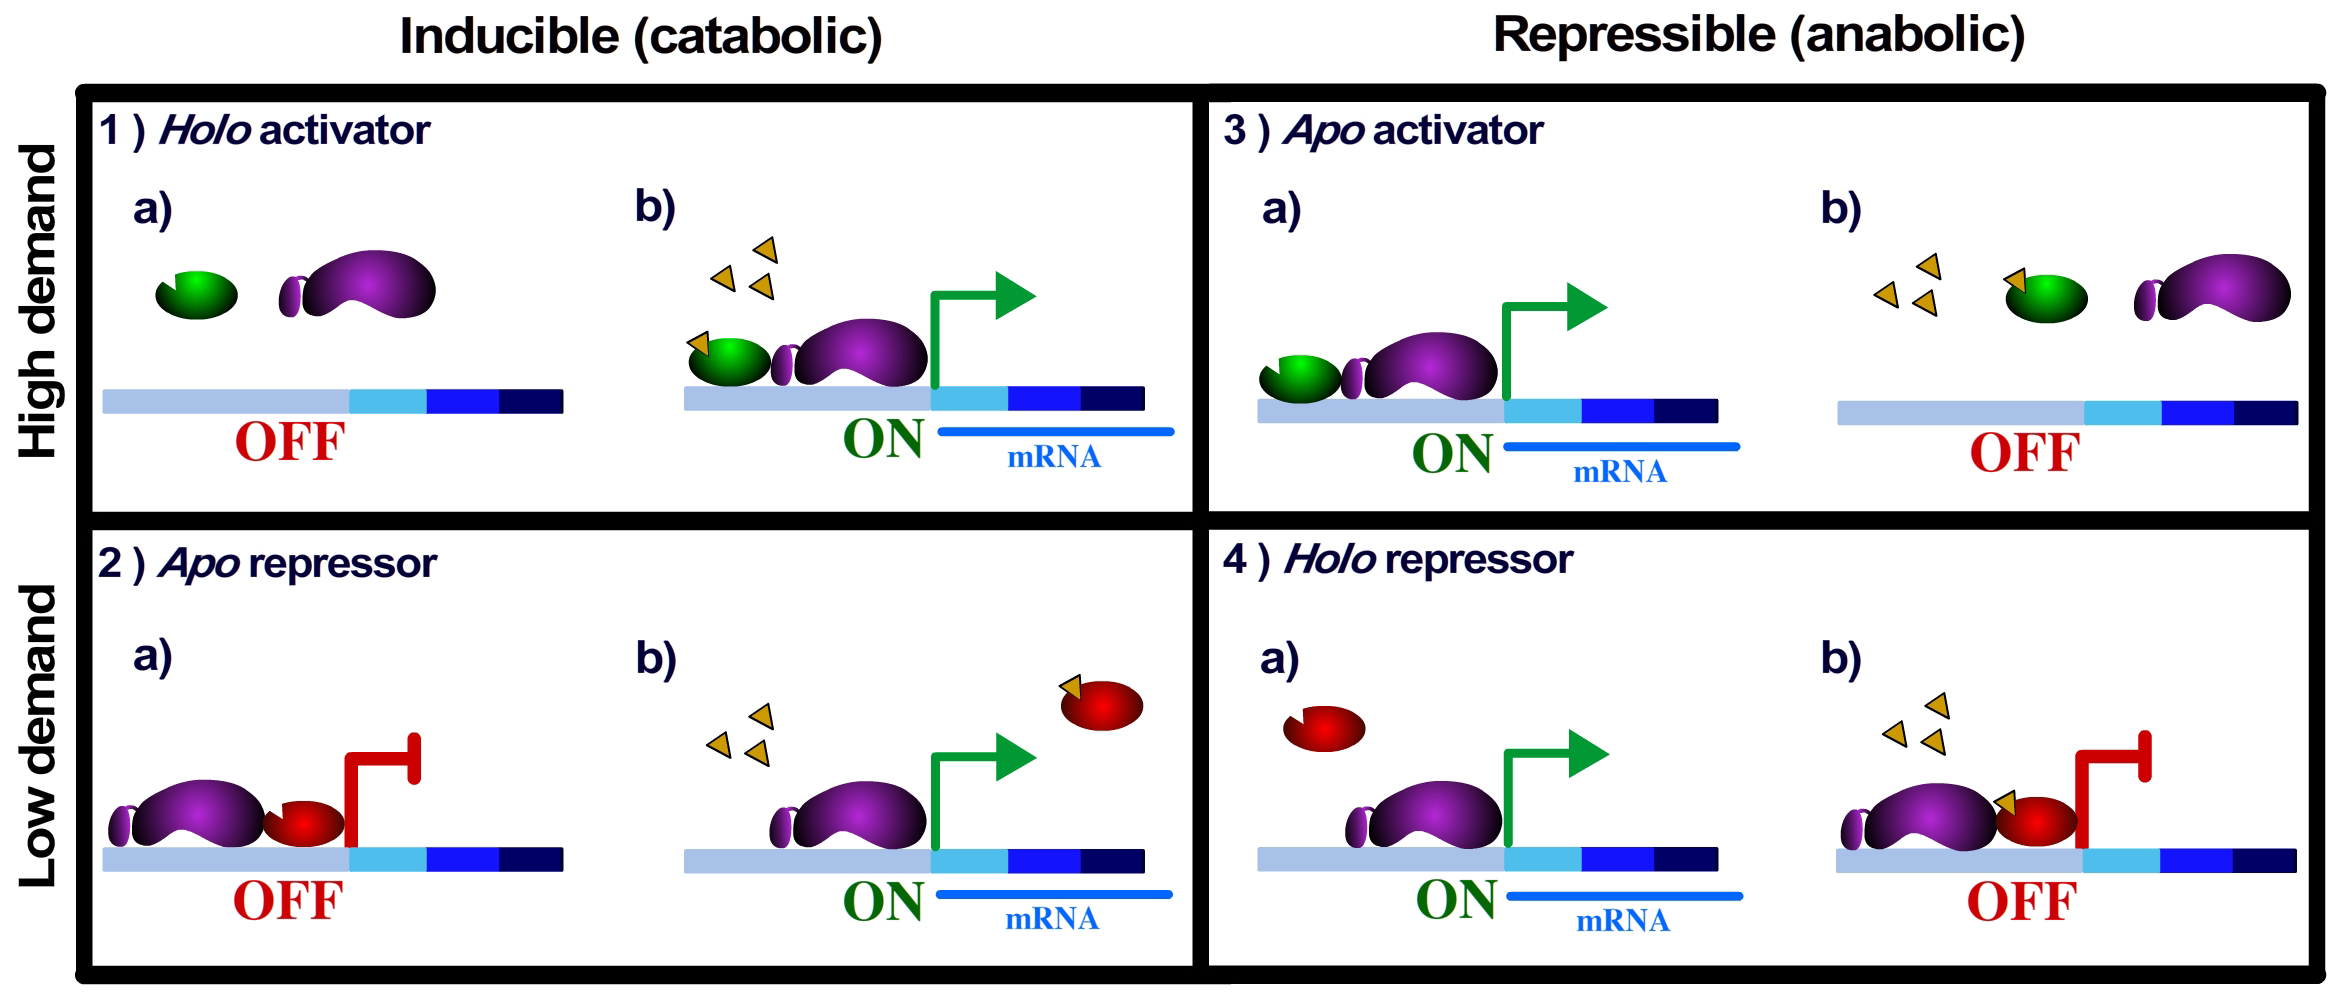 Inducible (catabolic)
Repressible (anabolic)
High demand
1 ) Holo activator
a)
b)
OFF
ON
mRNA
3 ) Apo activator
a)
b)
ON
mRNA
OFF
Low demand
2 ) Apo repressor
a)
b)
OFF
ON
mRNA
4 ) Holo repressor
a)
b)
ON
mRNA
OFF